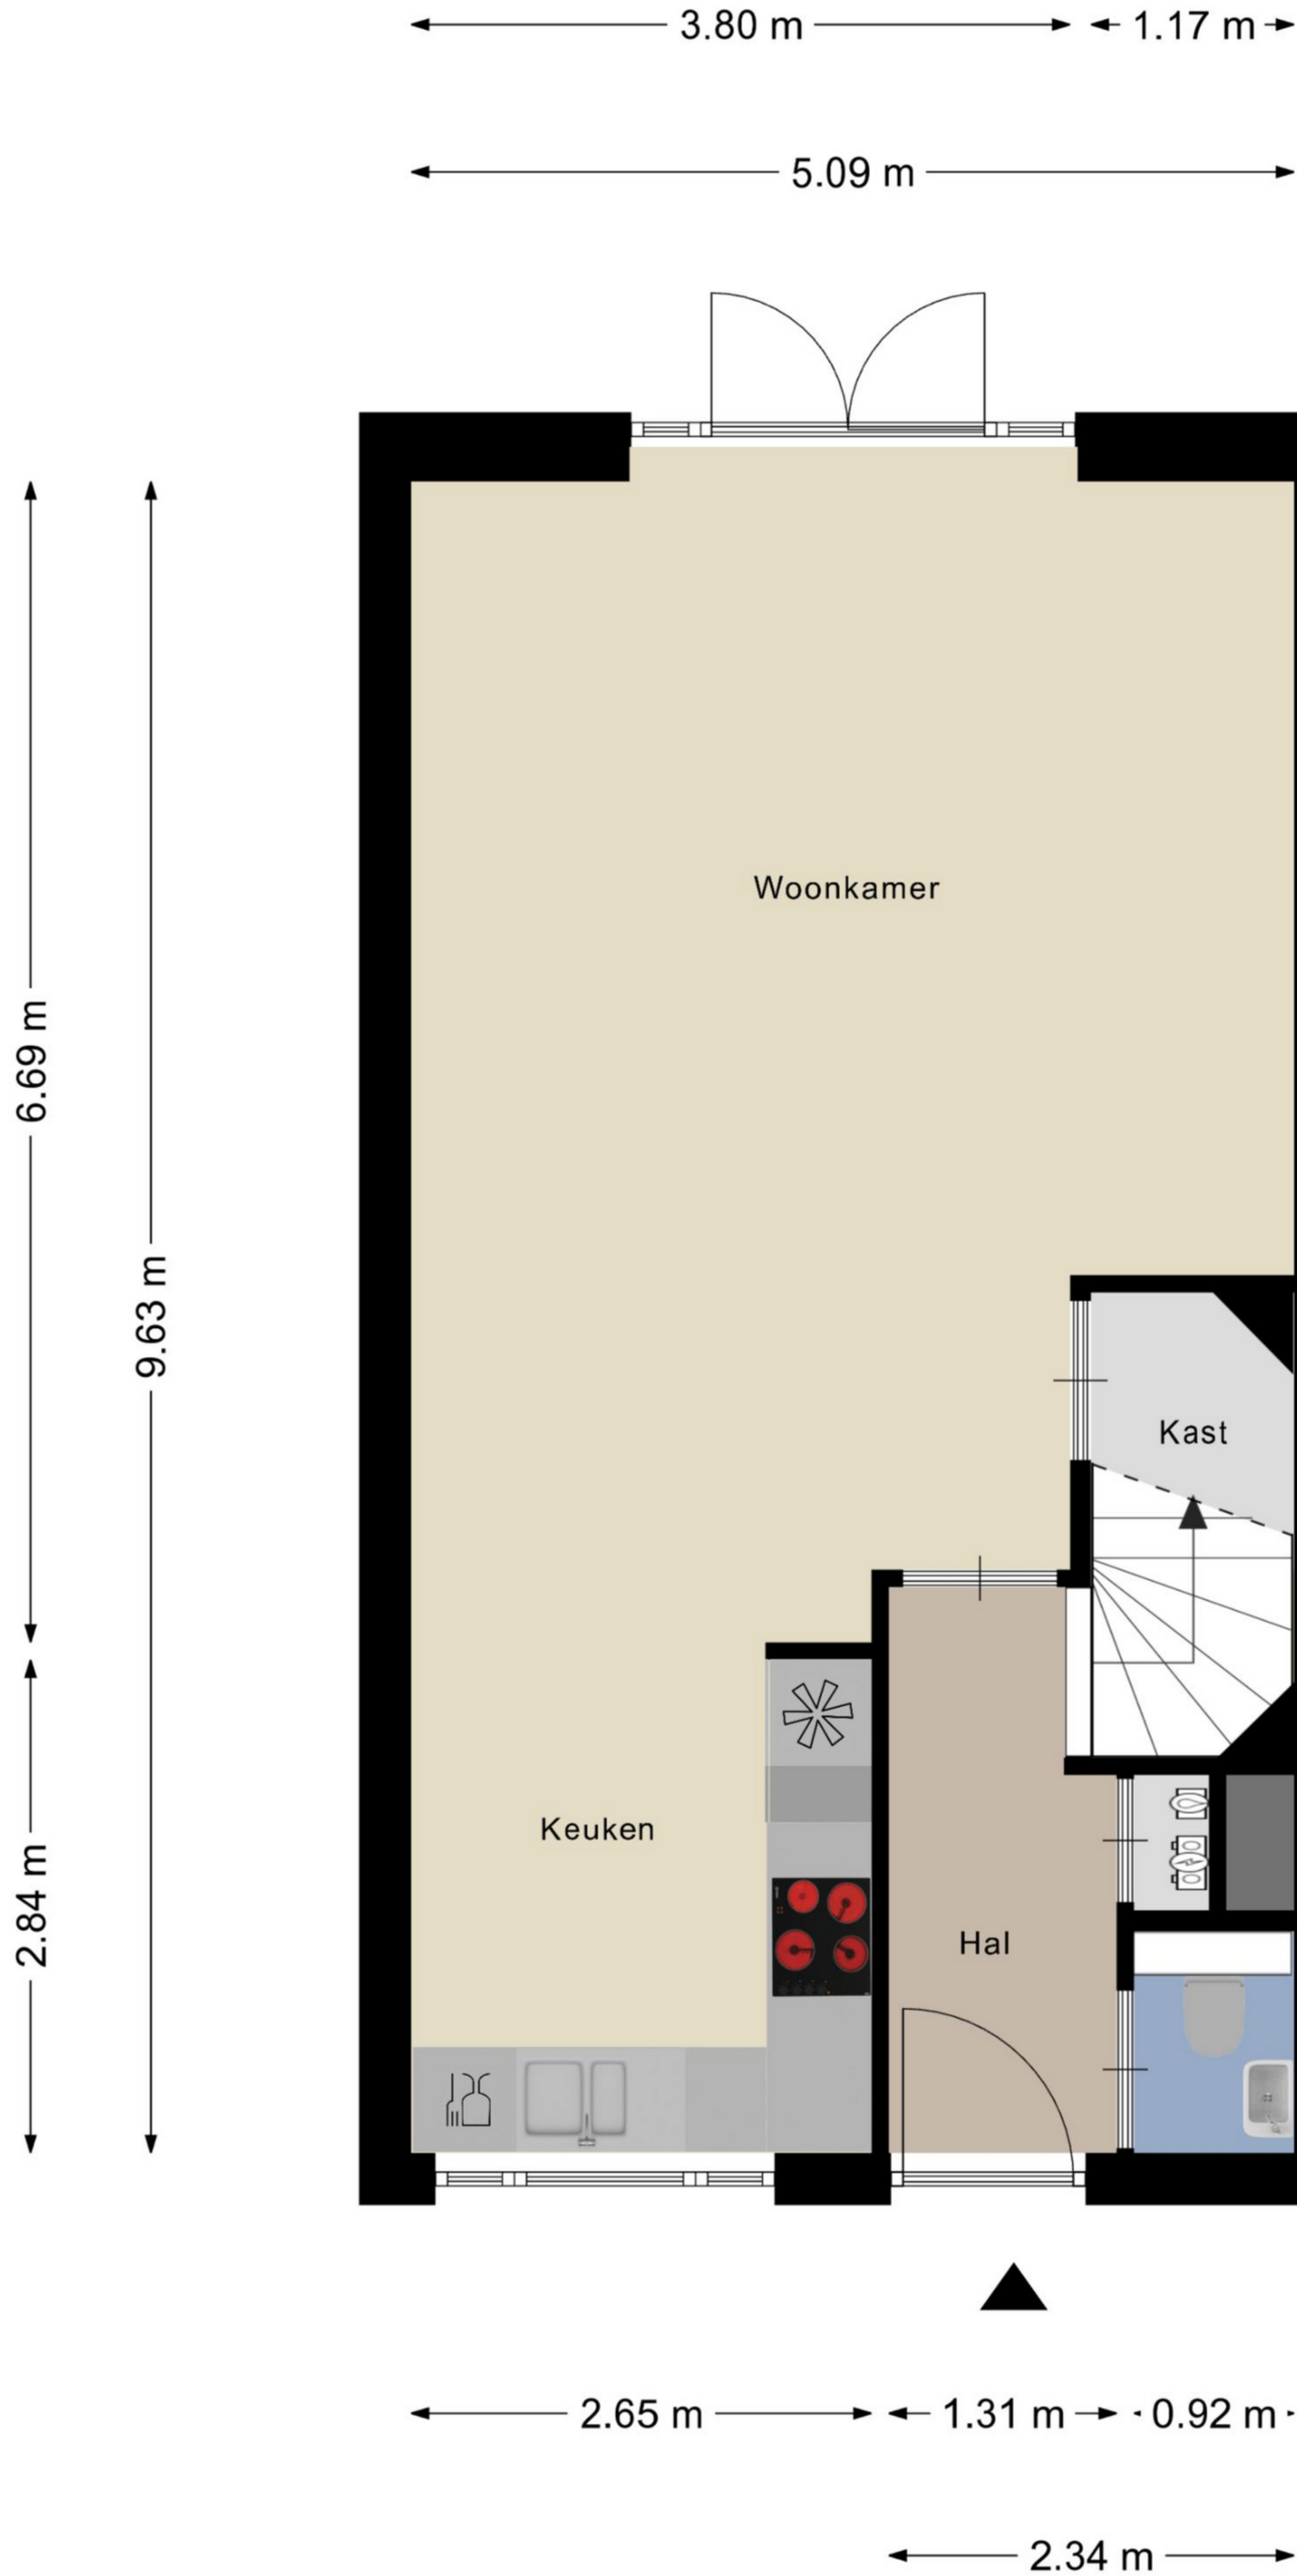 3.80 m
1.17 m
5.09 m
Woonkamer
6.69 m
9.63 m
Kast
Keuken
2.84 m
Hal
2.65 m
1.31 m
0.92 m
2.34 m